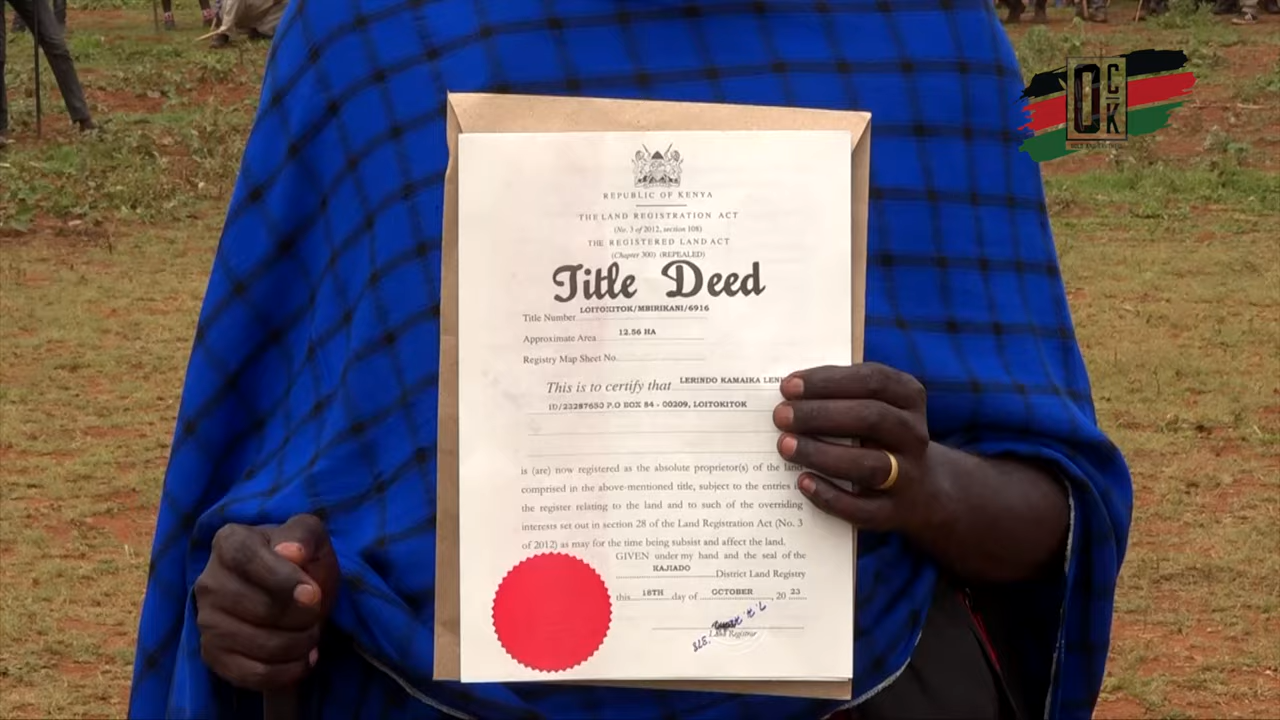 OCK
REPUBLIC OF KENYA
THE LAND REGISTRATION ACT
(No. 3 of 2012, section 108)
THE REGISTERED LAND ACT
(Chapter 300) (REPEALED)
Title Deed
LOITOKITOK/MBIRIKANI/6916
Title Number
12.56 HA
Approximate Area
Registry Map Sheet No.
This is to certify that LERINDO KAMAIKA
ID/23287650 P.O BOX 84 - 00209, LOITOKITOK
is (are) now registered as the absolute proprietor(s) of the land
comprised in the above-mentioned title, subject to the entries
the register relating to the land and to such of the overriding
interests set out in section 28 of the Land Registration Act (No. 3
of 2012) as may for the time being subsist and affect the land.
GIVEN under my hand and the seal of the
KAJIADO
District Land Registry
this 18TH day of OCTOBER, 20 23
Land Registrar